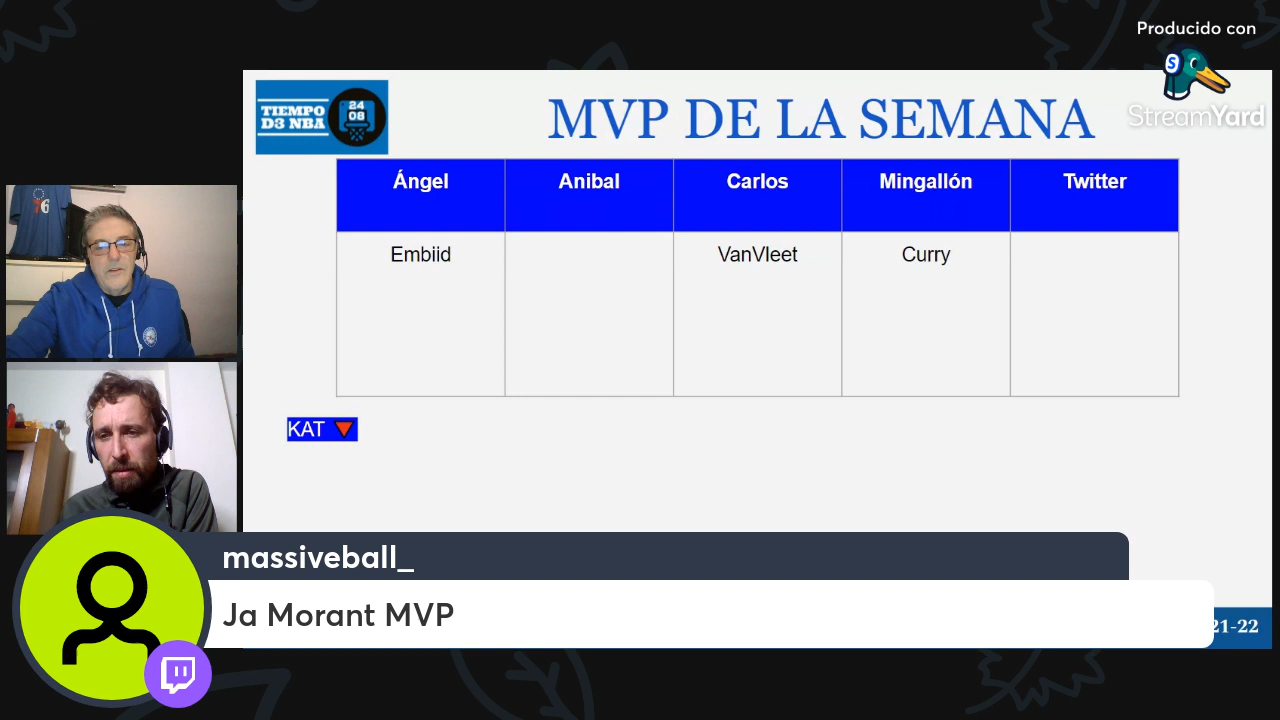 Producido con
StreamYard
TIEMPO
D3 NBA
24
08
MVP DE LA SEMANA
Ángel Anibal Carlos Mingallón Twitter
Embiid VanVleet Curry
KAT
76
massiveball_
Ja Morant MVP
21-22